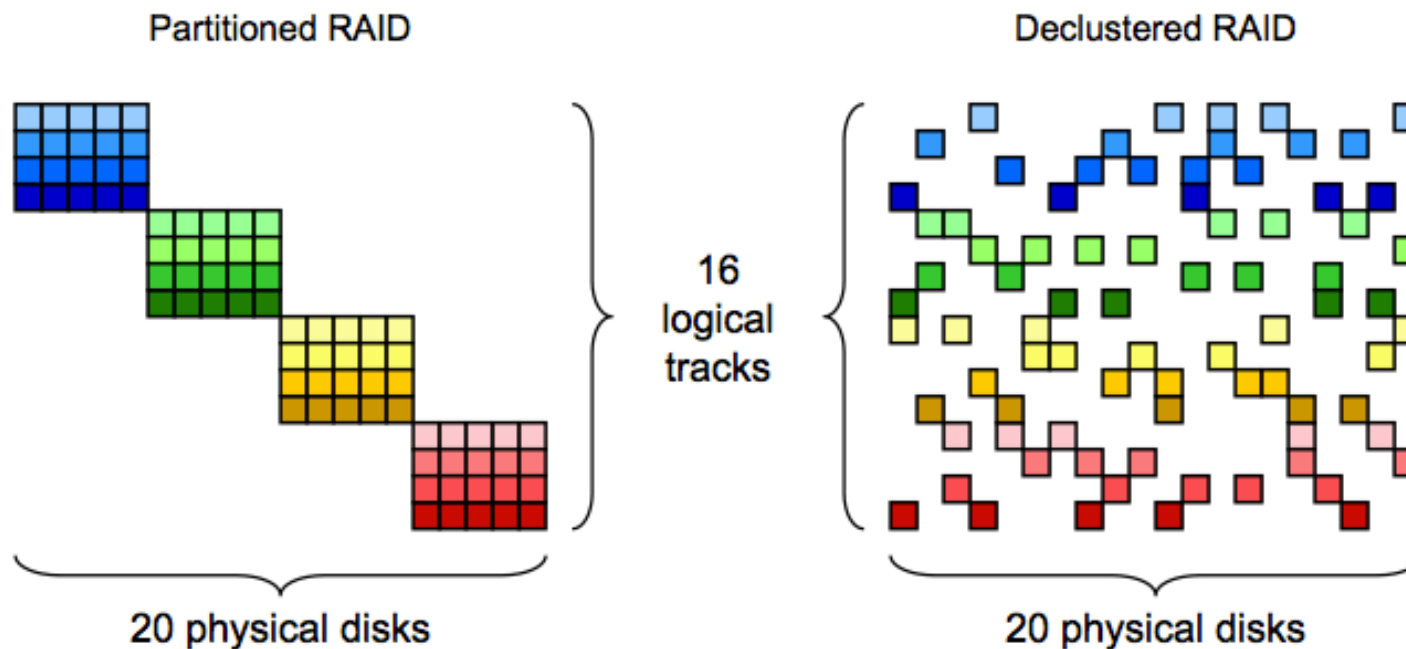 Partitioned RAID
Declustered RAID
16
logical
tracks
20 physical disks
20 physical disks